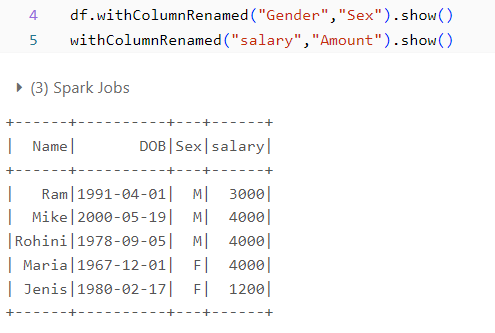 4 df.withColumnRenamed("Gender","Sex").show()
5 withColumnRenamed("salary","Amount").show()
(3) Spark Jobs
+------+----------+---+------+
|  Name|       DOB|Sex|salary|
+------+----------+---+------+
|   Ram|1991-04-01|  M|  3000|
|  Mike|2000-05-19|  M|  4000|
|Rohini|1978-09-05|  M|  4000|
| Maria|1967-12-01|  F|  4000|
| Jenis|1980-02-17|  F|  1200|
+------+----------+---+------+